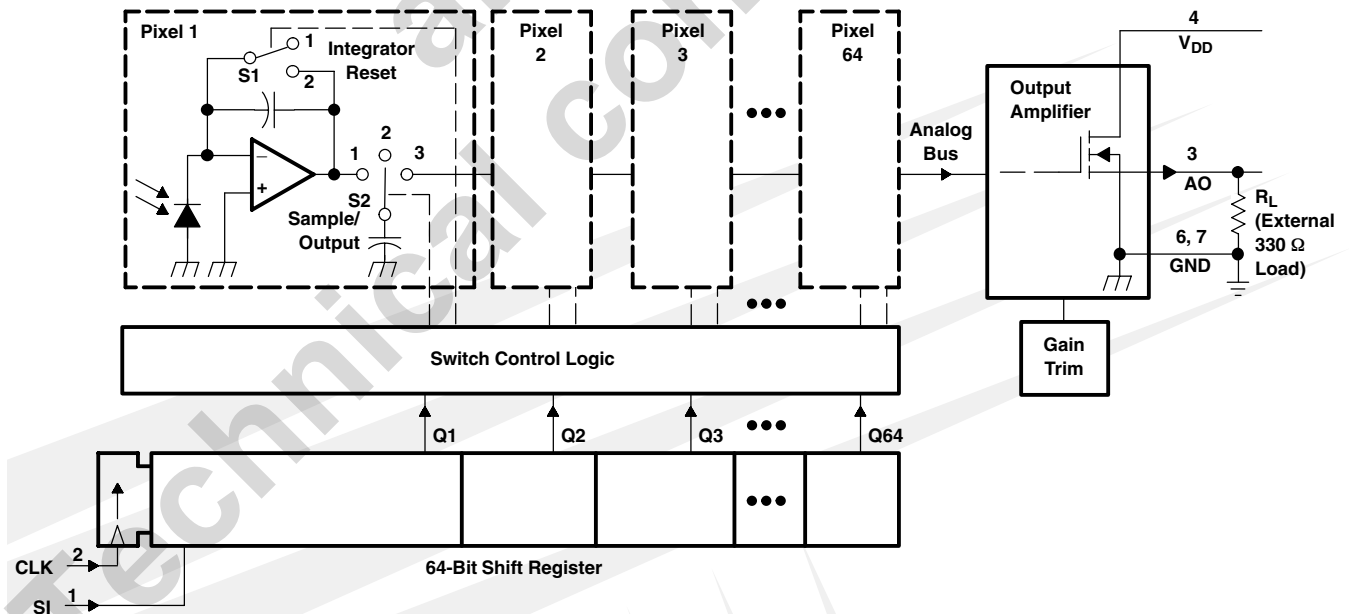 Pixel 1
1
Integrator
Reset
S1
2
2
1
3
S2
Sample/
Output
−
+
Pixel
2
Pixel
3
Pixel
64
Analog
Bus
Output
Amplifier
4
VDD
3
AO
RL
(External
330 Ω
Load)
6, 7
GND
Gain
Trim
Switch Control Logic
Q1
Q2
Q3
Q64
CLK
2
SI
1
64-Bit Shift Register
Technical con